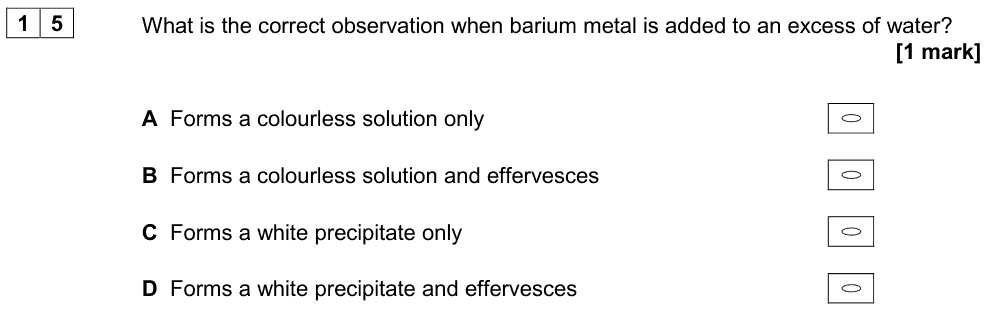 1 5 What is the correct observation when barium metal is added to an excess of water?
[1 mark]
A Forms a colourless solution only
B Forms a colourless solution and effervesces
C Forms a white precipitate only
D Forms a white precipitate and effervesces